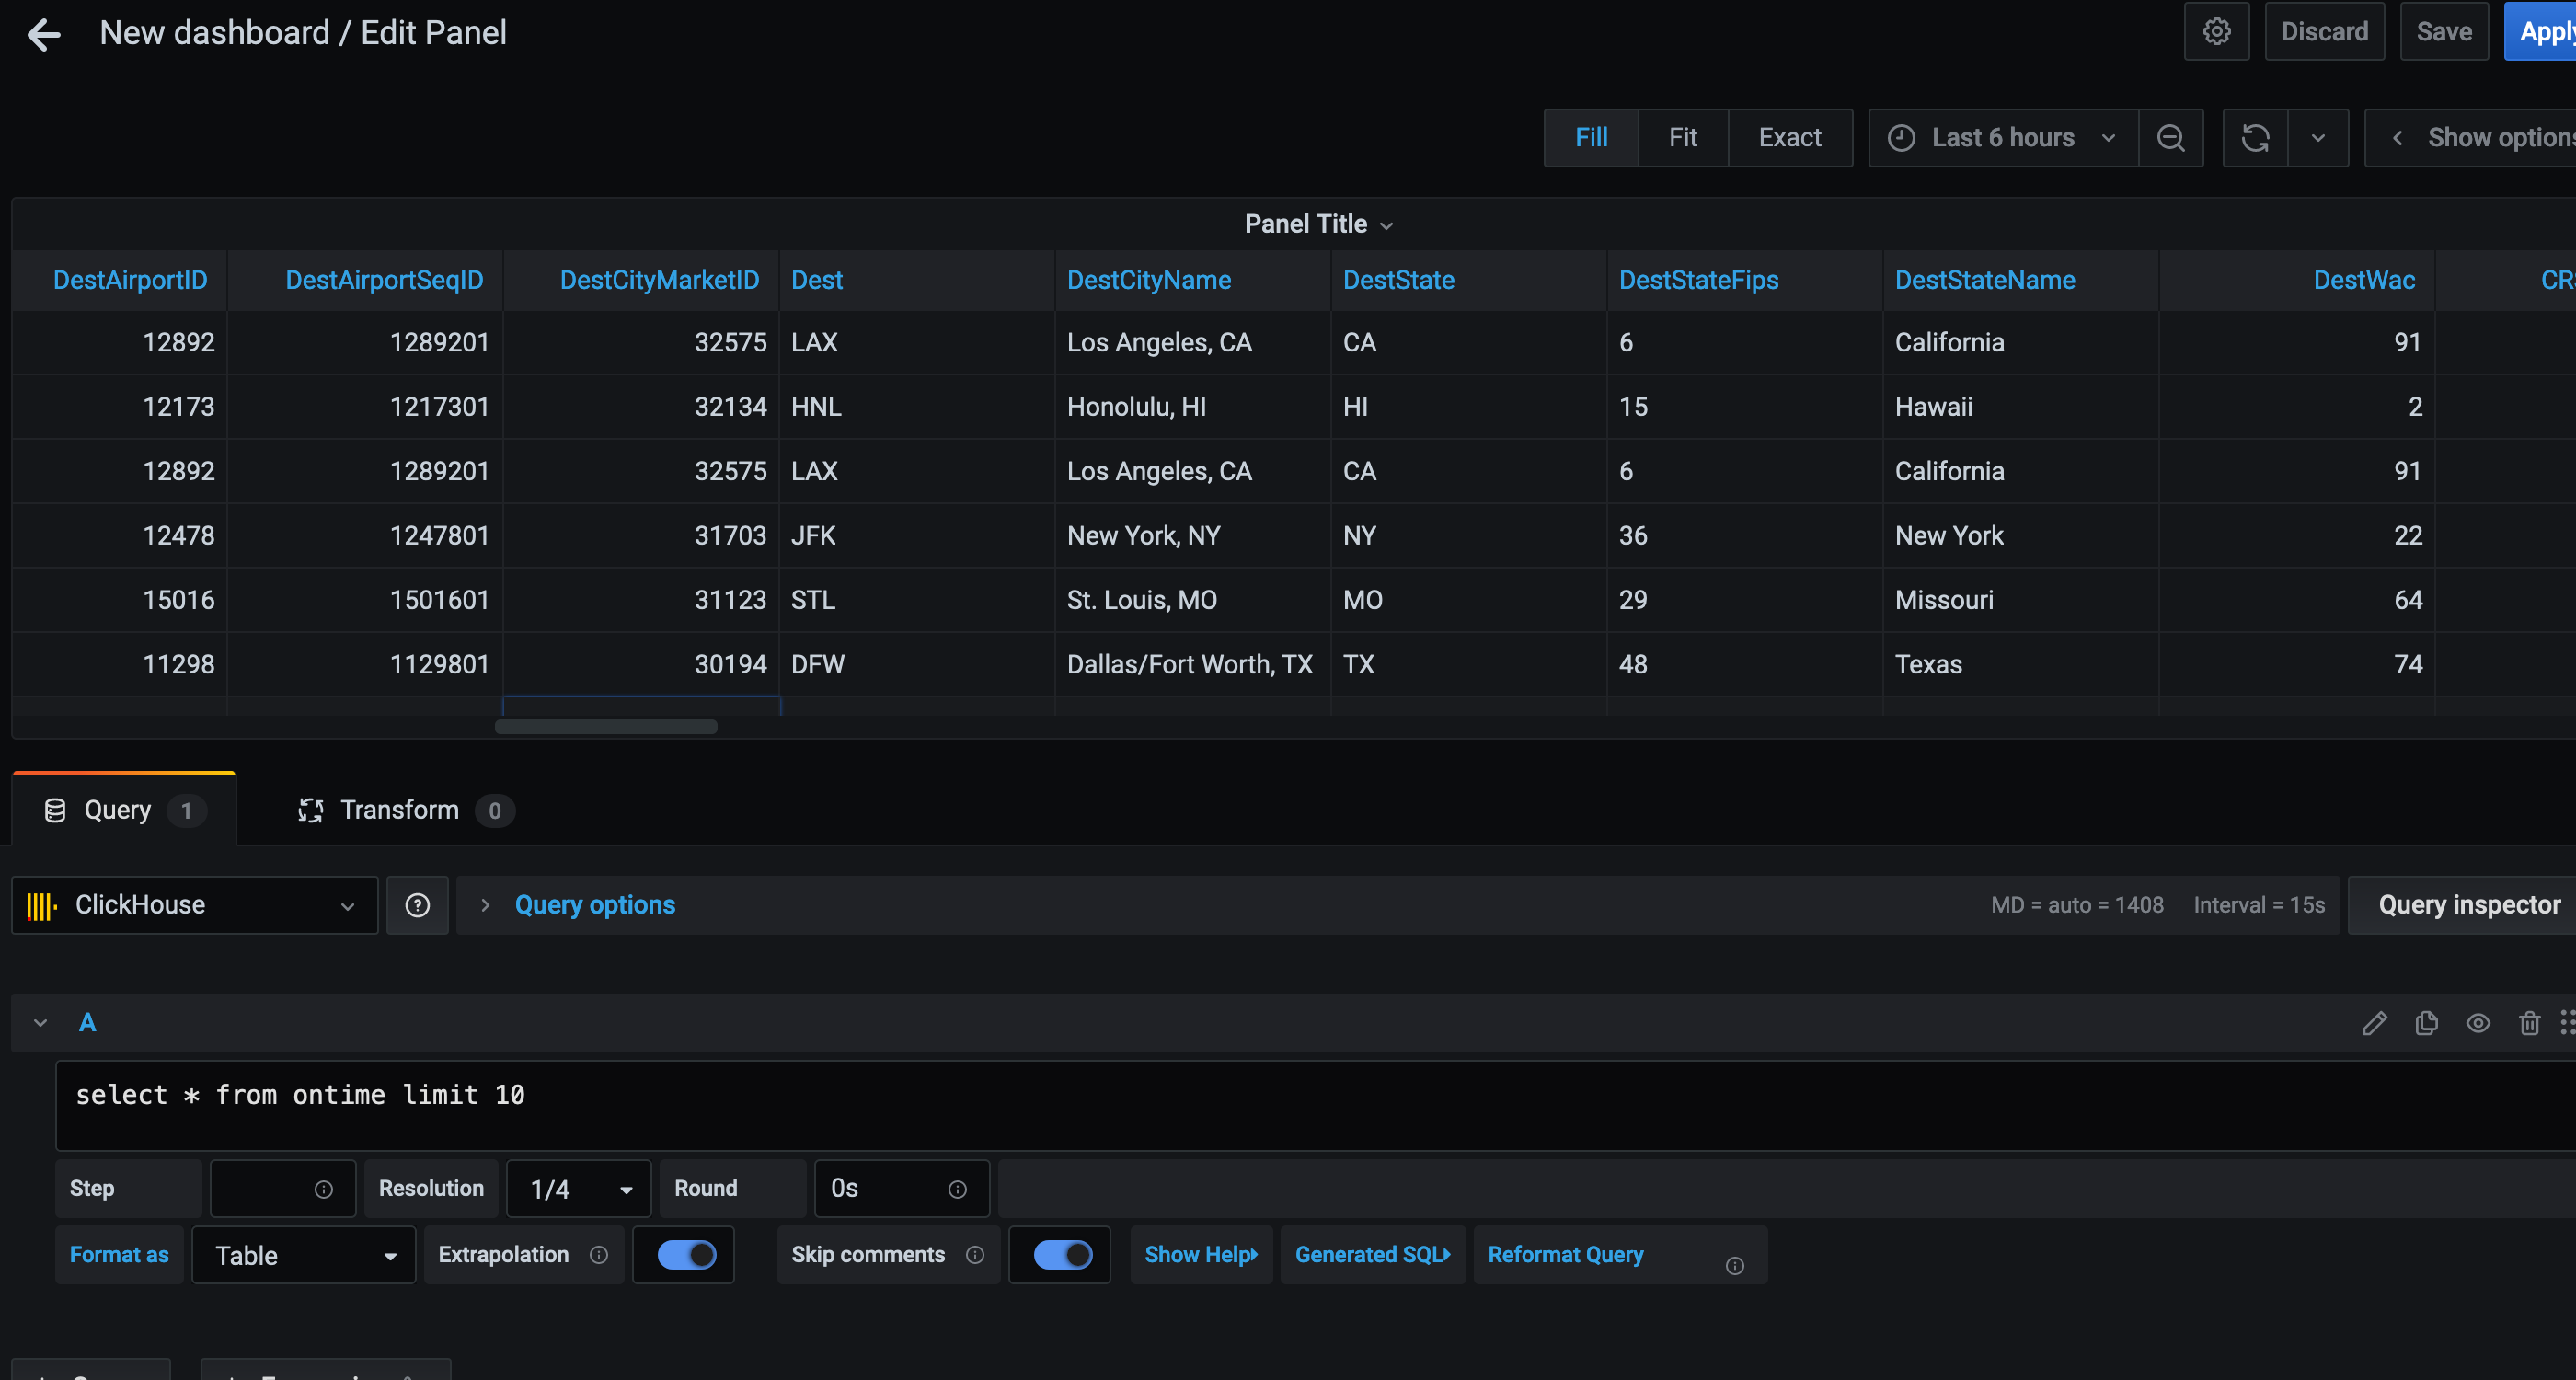 New dashboard / Edit Panel
Discard Save Apply
Fill Fit Exact Last 6 hours Show options
Panel Title
DestAirportID DestAirportSeqID DestCityMarketID Dest DestCityName DestState DestStateFips DestStateName DestWac CRS
12892 1289201 32575 LAX Los Angeles, CA CA 6 California 91
12173 1217301 32134 HNL Honolulu, HI HI 15 Hawaii 2
12892 1289201 32575 LAX Los Angeles, CA CA 6 California 91
12478 1247801 31703 JFK New York, NY NY 36 New York 22
15016 1501601 31123 STL St. Louis, MO MO 29 Missouri 64
11298 1129801 30194 DFW Dallas/Fort Worth, TX TX 48 Texas 74
Query 1 Transform 0
ClickHouse Query options MD = auto = 1408 Interval = 15s Query inspector
A
select * from ontime limit 10
Step Resolution 1/4 Round 0s
Format as Table Extrapolation Skip comments Show Help Generated SQL Reformat Query